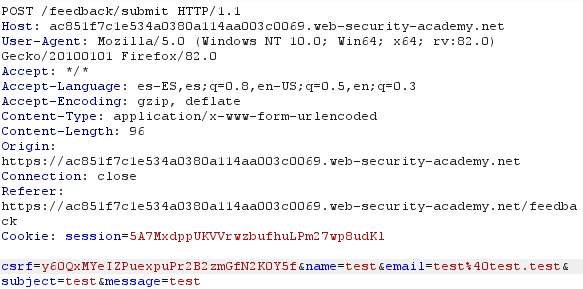 POST /feedback/submit HTTP/1.1
Host: ac851f7c1e534a0380a114aa003c0069.web-security-academy.net
User-Agent: Mozilla/5.0 (Windows NT 10.0; Win64; x64; rv:82.0)
Gecko/20100101 Firefox/82.0
Accept: */*
Accept-Language: es-ES,es;q=0.8,en-US;q=0.5,en;q=0.3
Accept-Encoding: gzip, deflate
Content-Type: application/x-www-form-urlencoded
Content-Length: 96
Origin:
https://ac851f7c1e534a0380a114aa003c0069.web-security-academy.net
Connection: close
Referer:
https://ac851f7c1e534a0380a114aa003c0069.web-security-academy.net/feedba
ck
Cookie: session=5A7MxdppUKVVrwzbufhuLPm27wp8udKl
csrf=y6OQxMYeIZPuexpuPr2B2zmGfN2KOY5f&name=test&email=test%40test.test&
subject=test&message=test